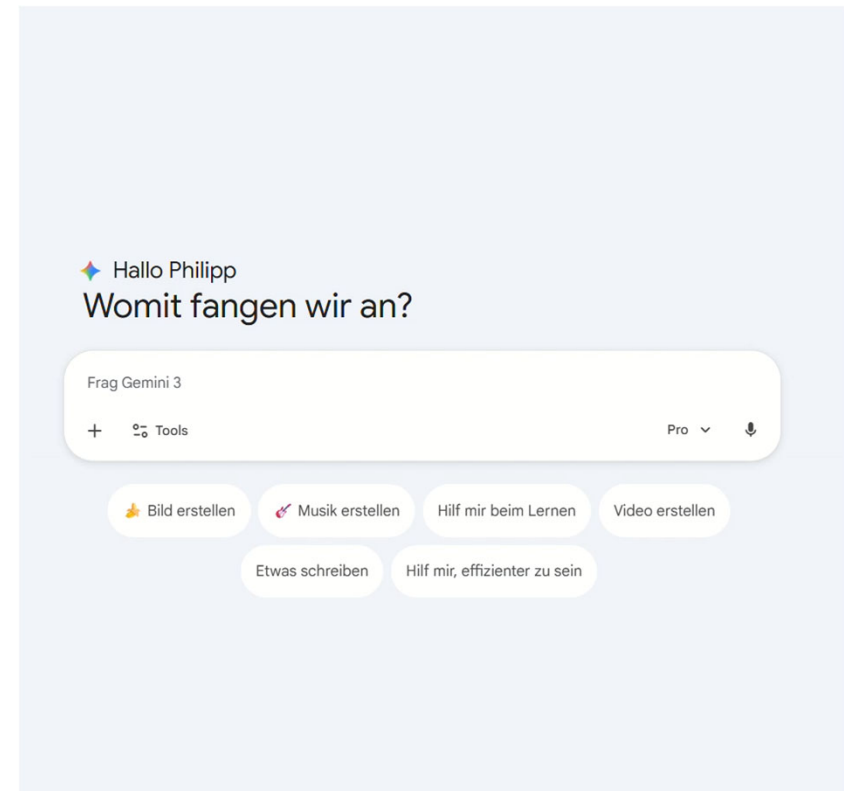 Hallo Philipp
Womit fangen wir an?
Frag Gemini 3
Tools
Pro
Bild erstellen
Musik erstellen
Hilf mir beim Lernen
Video erstellen
Etwas schreiben
Hilf mir, effizienter zu sein